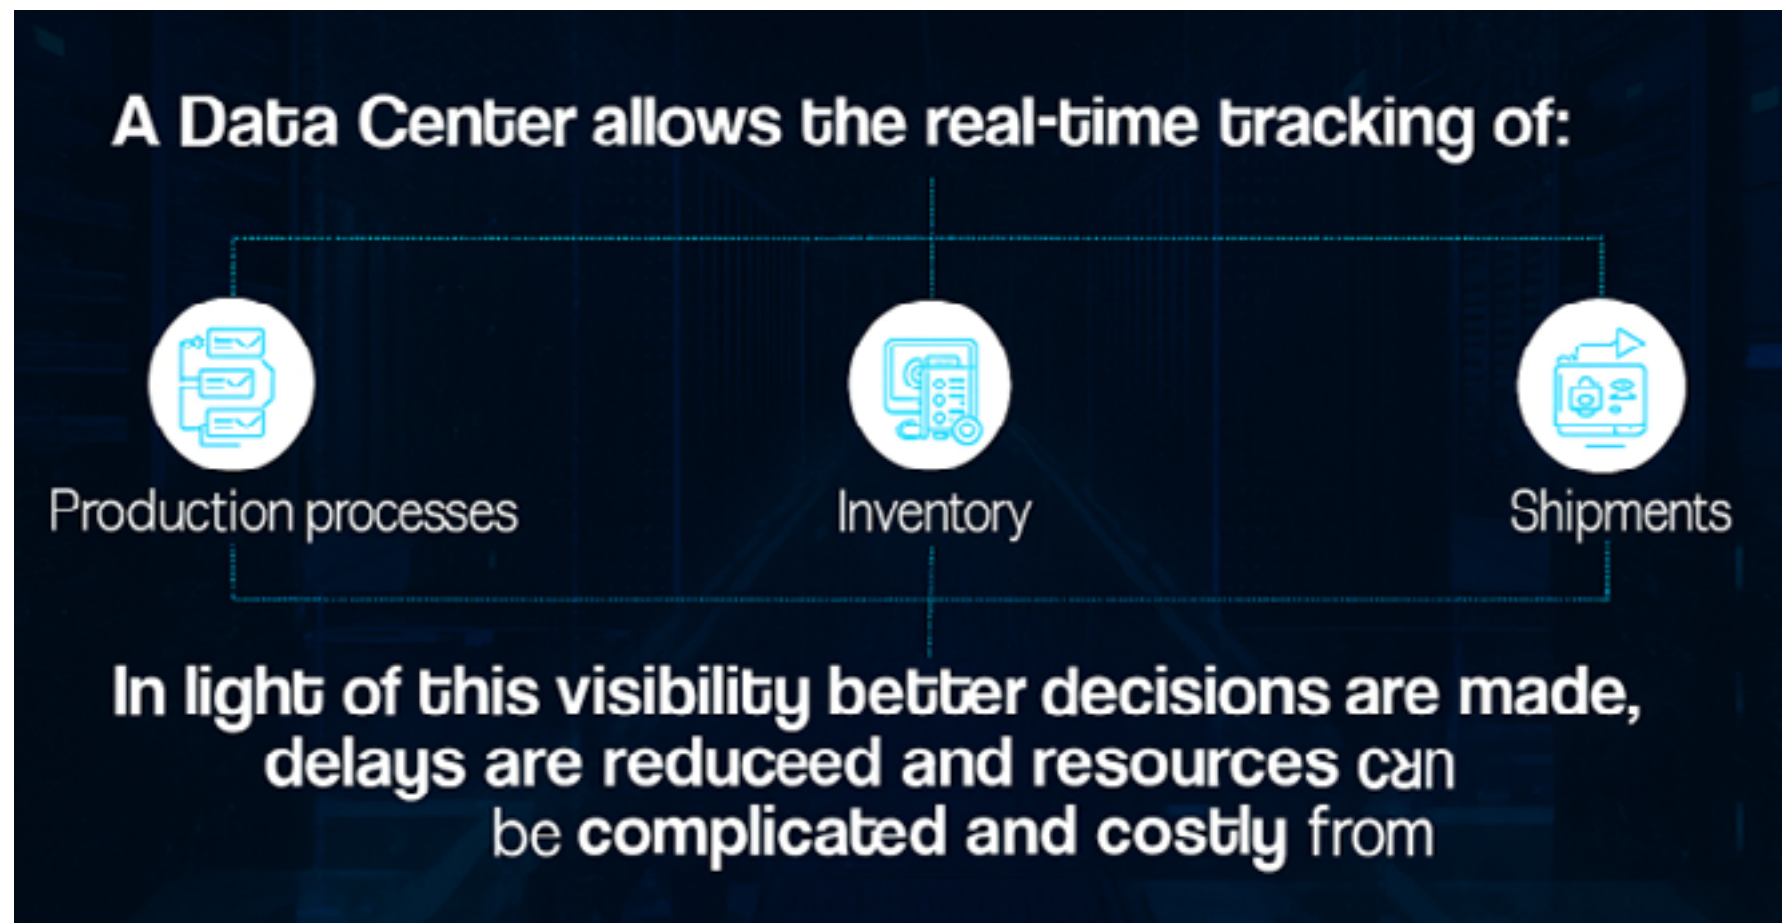 A Data Center allows the real-time tracking of:
Production processes
Inventory
Shipments
In light of this visibility better decisions are made,
delays are reduceed and resources can
be complicated and costly from